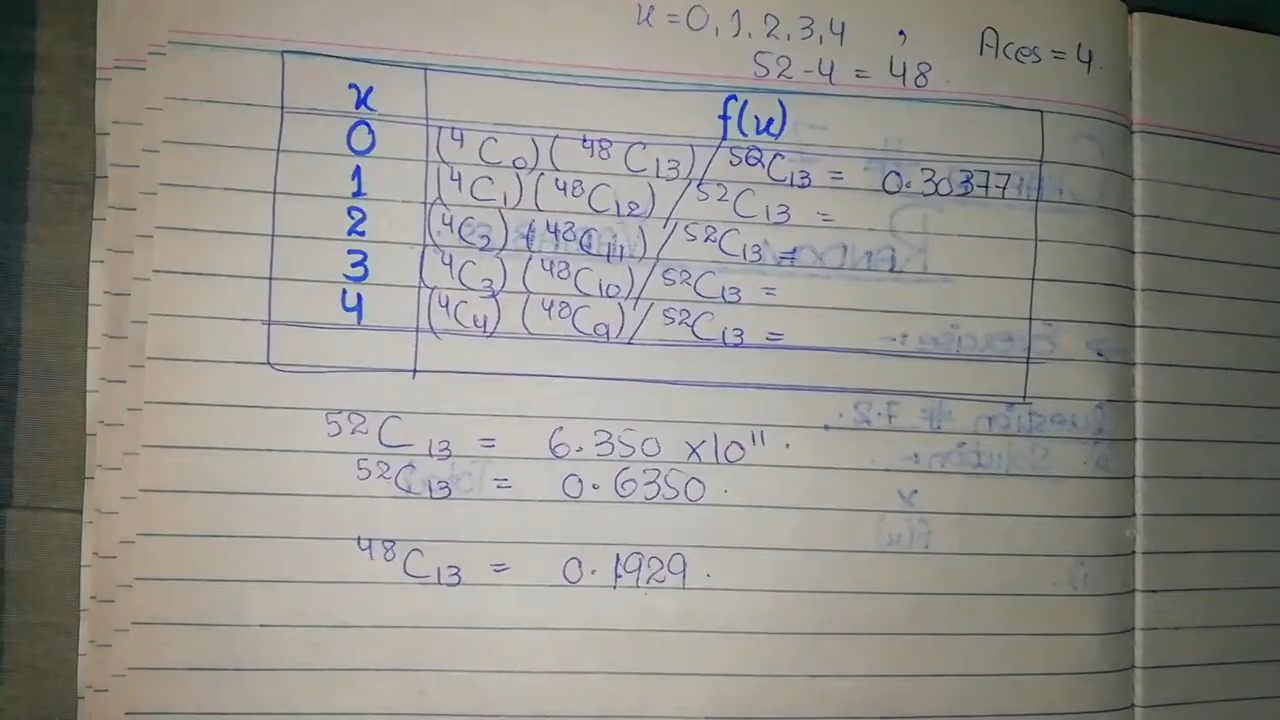 x = 0, 1, 2, 3, 4 , Aces = 4.
52 - 4 = 48.
x f(x)
0 (⁴C₀)(⁴⁸C₁₃)/⁵²C₁₃ = 0.30377
1 (⁴C₁)(⁴⁸C₁₂)/⁵²C₁₃ =
2 (⁴C₂)(⁴⁸C₁₁)/⁵²C₁₃ =
3 (⁴C₃)(⁴⁸C₁₀)/⁵²C₁₃ =
4 (⁴C₄)(⁴⁸C₉)/⁵²C₁₃ =
⁵²C₁₃ = 6.350 x10¹¹.
⁵²C₁₃ = 0.6350.
⁴⁸C₁₃ = 0.1929.